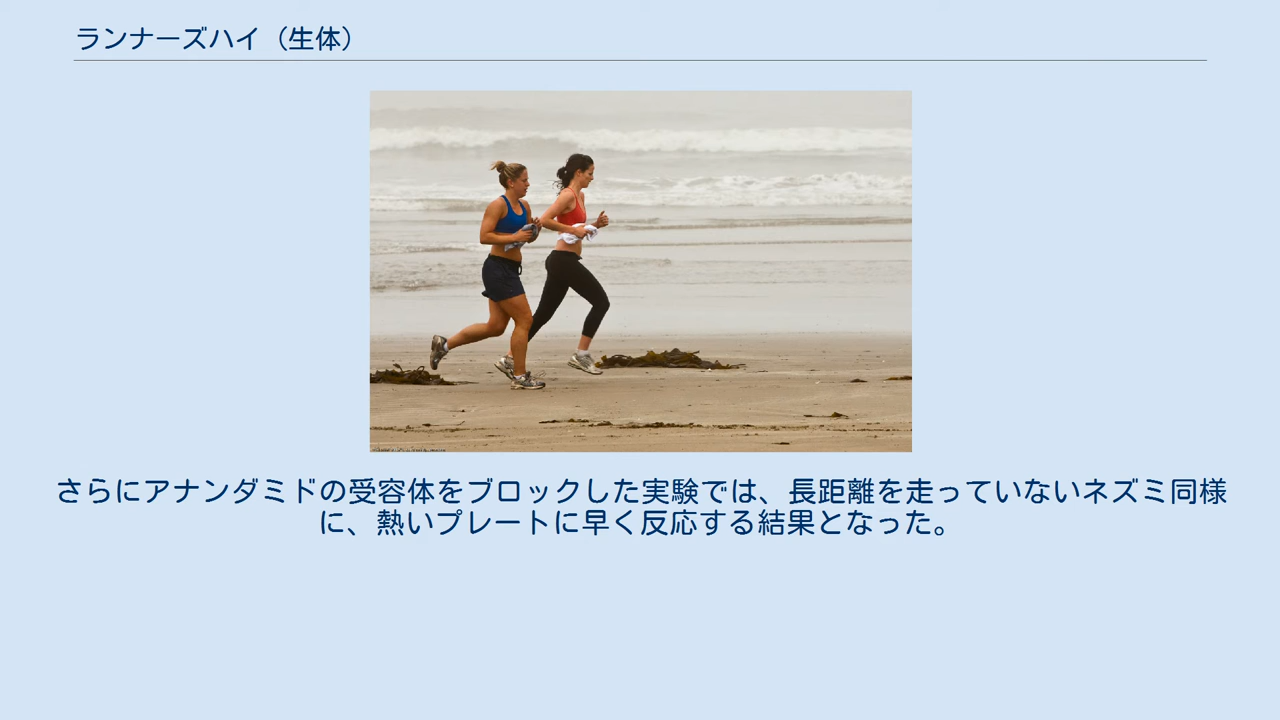 ランナーズハイ（生体）
さらにアナンダミドの受容体をブロックした実験では、長距離を走っていないネズミ同様
に、熱いプレートに早く反応する結果となった。